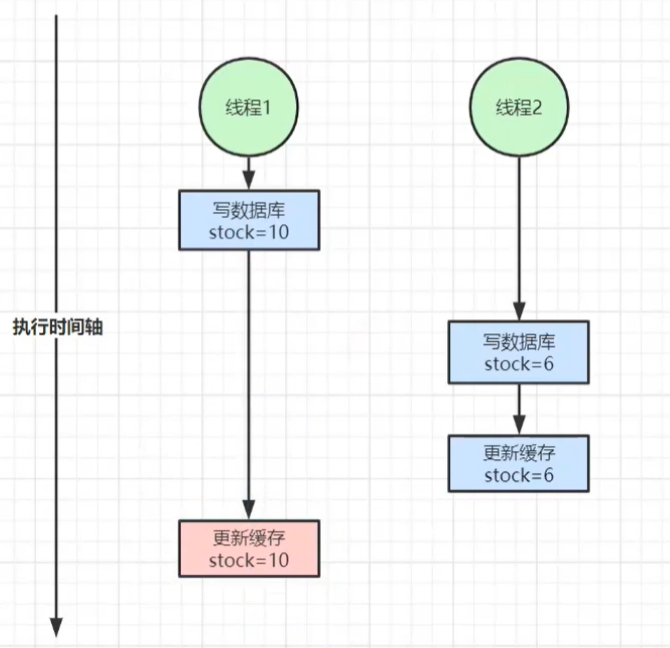 线程1
线程2
写数据库
stock=10
执行时间轴
写数据库
stock=6
更新缓存
stock=6
更新缓存
stock=10